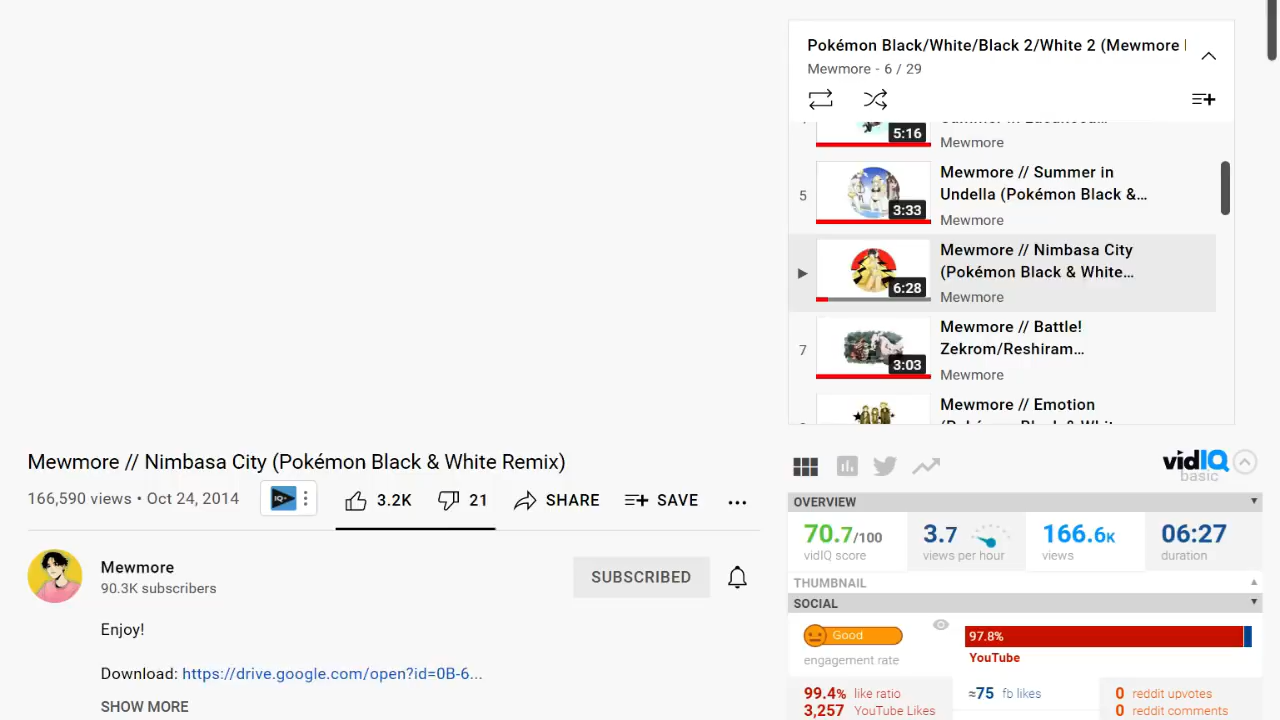 Pokémon Black/White/Black 2/White 2 (Mewmore
Mewmore - 6 / 29
5:16
Mewmore
5
3:33
Mewmore // Summer in
Undella (Pokémon Black &...
Mewmore
6:28
Mewmore // Nimbasa City
(Pokémon Black & White...
Mewmore
7
3:03
Mewmore // Battle!
Zekrom/Reshiram...
Mewmore
Mewmore // Emotion
Mewmore // Nimbasa City (Pokémon Black & White Remix)
166,590 views • Oct 24, 2014
IQ+
3.2K
21
SHARE
SAVE
Mewmore
90.3K subscribers
SUBSCRIBED
Enjoy!
Download: https://drive.google.com/open?id=0B-6...
SHOW MORE
vidIQ
basic
OVERVIEW
70.7/100
vidIQ score
3.7
views per hour
166.6K
views
06:27
duration
THUMBNAIL
SOCIAL
Good
engagement rate
97.8%
YouTube
99.4% like ratio
3,257 YouTube Likes
≈75 fb likes
0 reddit upvotes
0 reddit comments